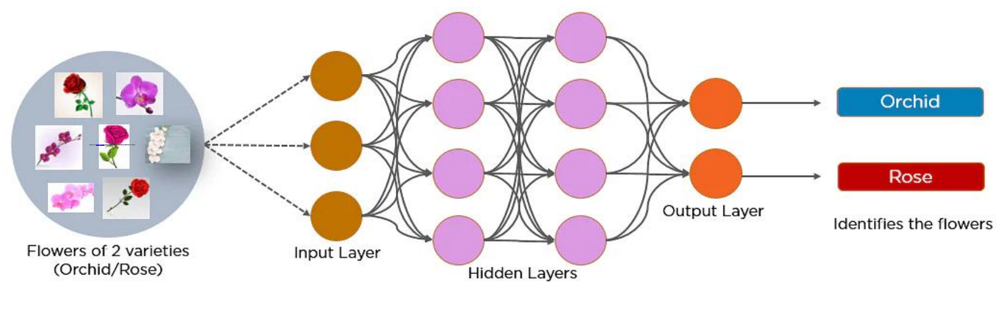 Flowers of 2 varieties
(Orchid/Rose)
Input Layer
Hidden Layers
Output Layer
Orchid
Rose
Identifies the flowers